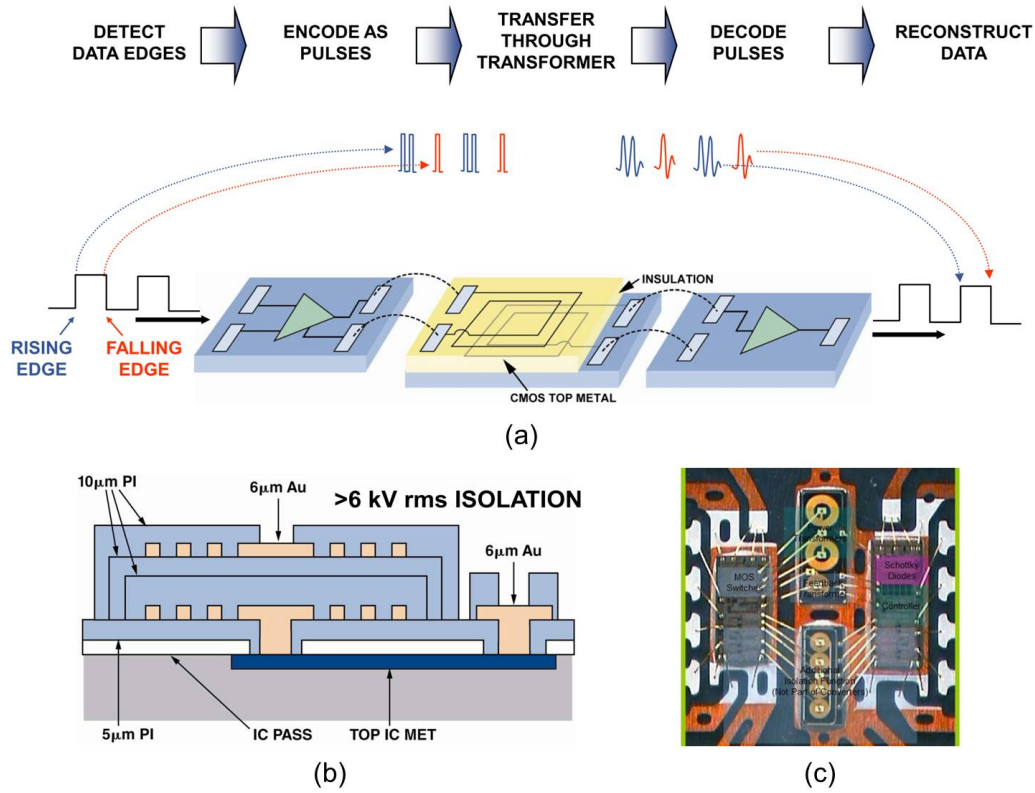 DETECT
DATA EDGES
ENCODE AS
PULSES
TRANSFER
THROUGH
TRANSFORMER
DECODE
PULSES
RECONSTRUCT
DATA
INSULATION
RISING
EDGE
FALLING
EDGE
CMOS TOP METAL
(a)
10μm PI
6μm Au
>6 kV rms ISOLATION
6μm Au
5μm PI
IC PASS
TOP IC MET
(b)
Transformers
MOS
Switches
Feedback
Transformer
Schottky
Diodes
Controller
Additional
Isolation Function
(Not Part of Converters)
(c)